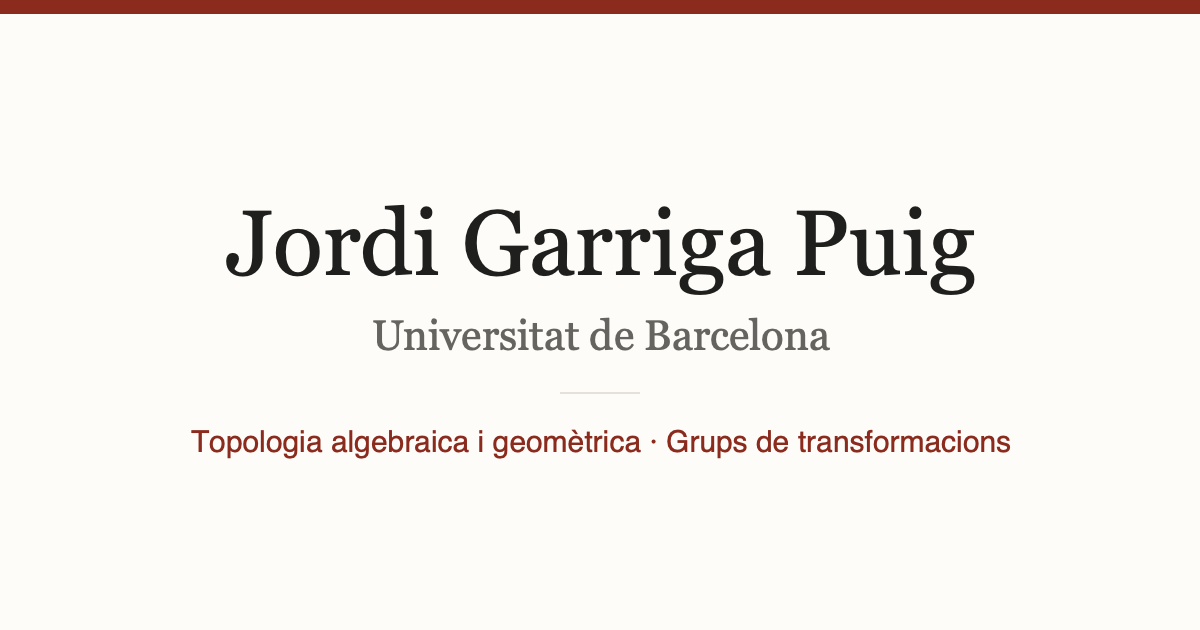 Jordi Garriga Puig
Universitat de Barcelona
Topologia algebraica i geomètrica · Grups de transformacions